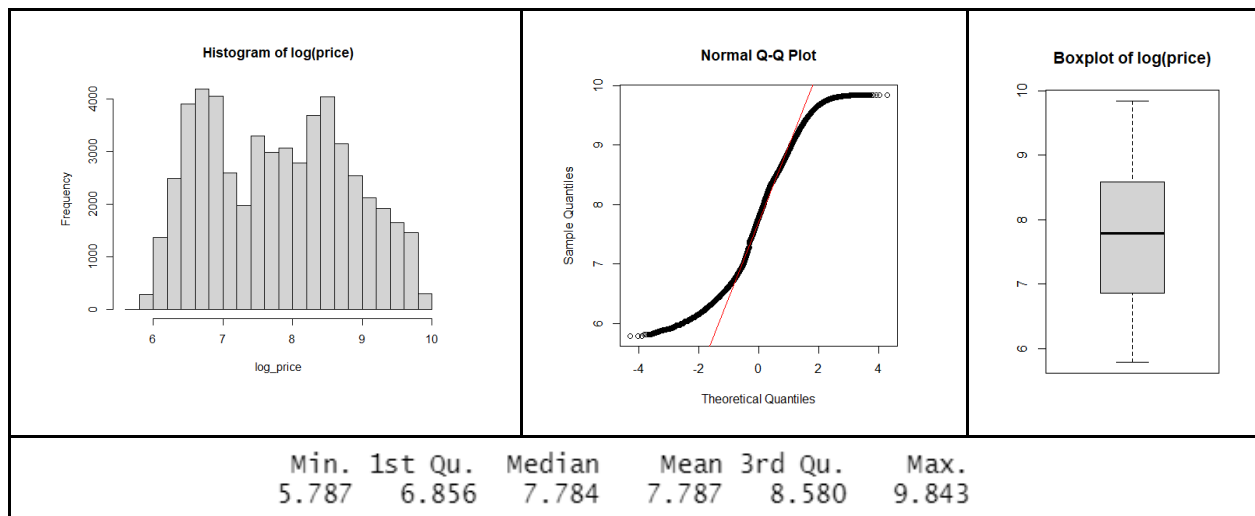 Histogram of log(price)
Frequency
0 1000 2000 3000 4000
6 7 8 9 10
log_price
Normal Q-Q Plot
Sample Quantiles
6 7 8 9 10
-4 -2 0 2 4
Theoretical Quantiles
Boxplot of log(price)
6 7 8 9 10
Min. 1st Qu. Median Mean 3rd Qu. Max.
5.787 6.856 7.784 7.787 8.580 9.843